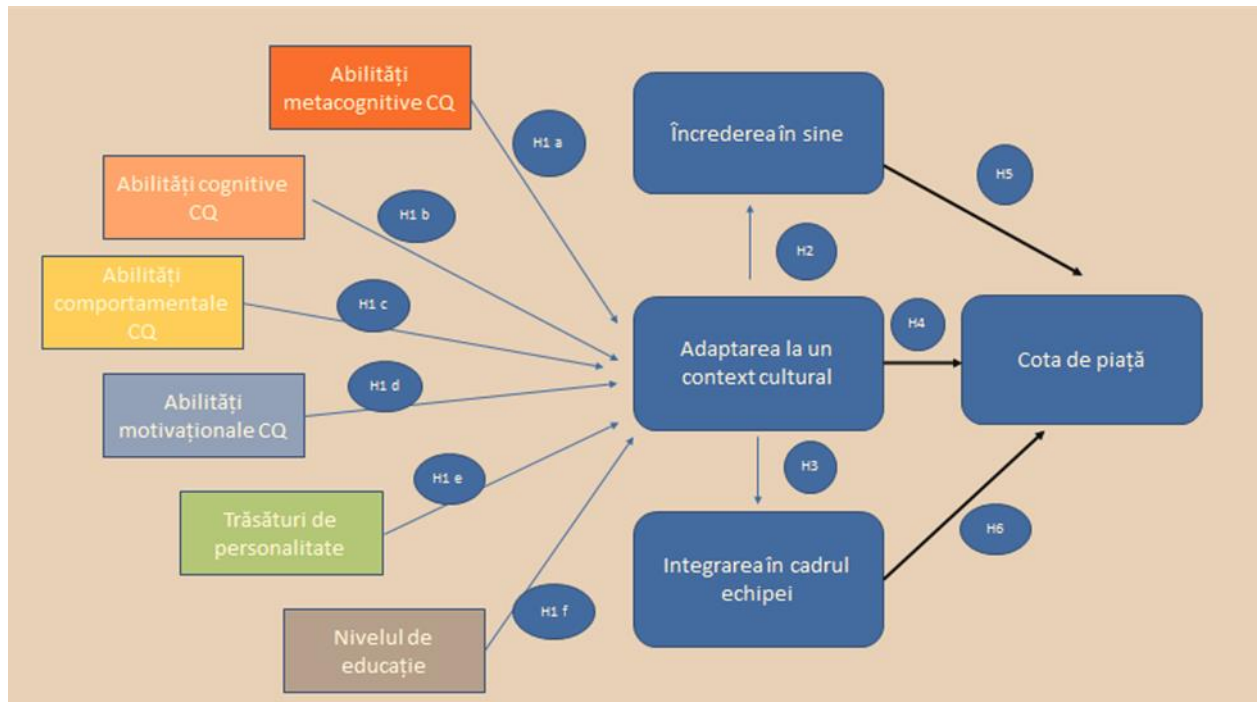 Abilități
metacognitive CQ
H1 a
Încrederea în sine
H5
Abilități cognitive
CQ
H1 b
H2
Abilități
comportamentale
CQ
H1 c
Adaptarea la un
context cultural
H4
Cota de piață
Abilități
motivaționale CQ
H1 d
H3
Trăsături de
personalitate
H1 e
Integrarea în cadrul
echipei
H6
Nivelul de
educație
H1 f